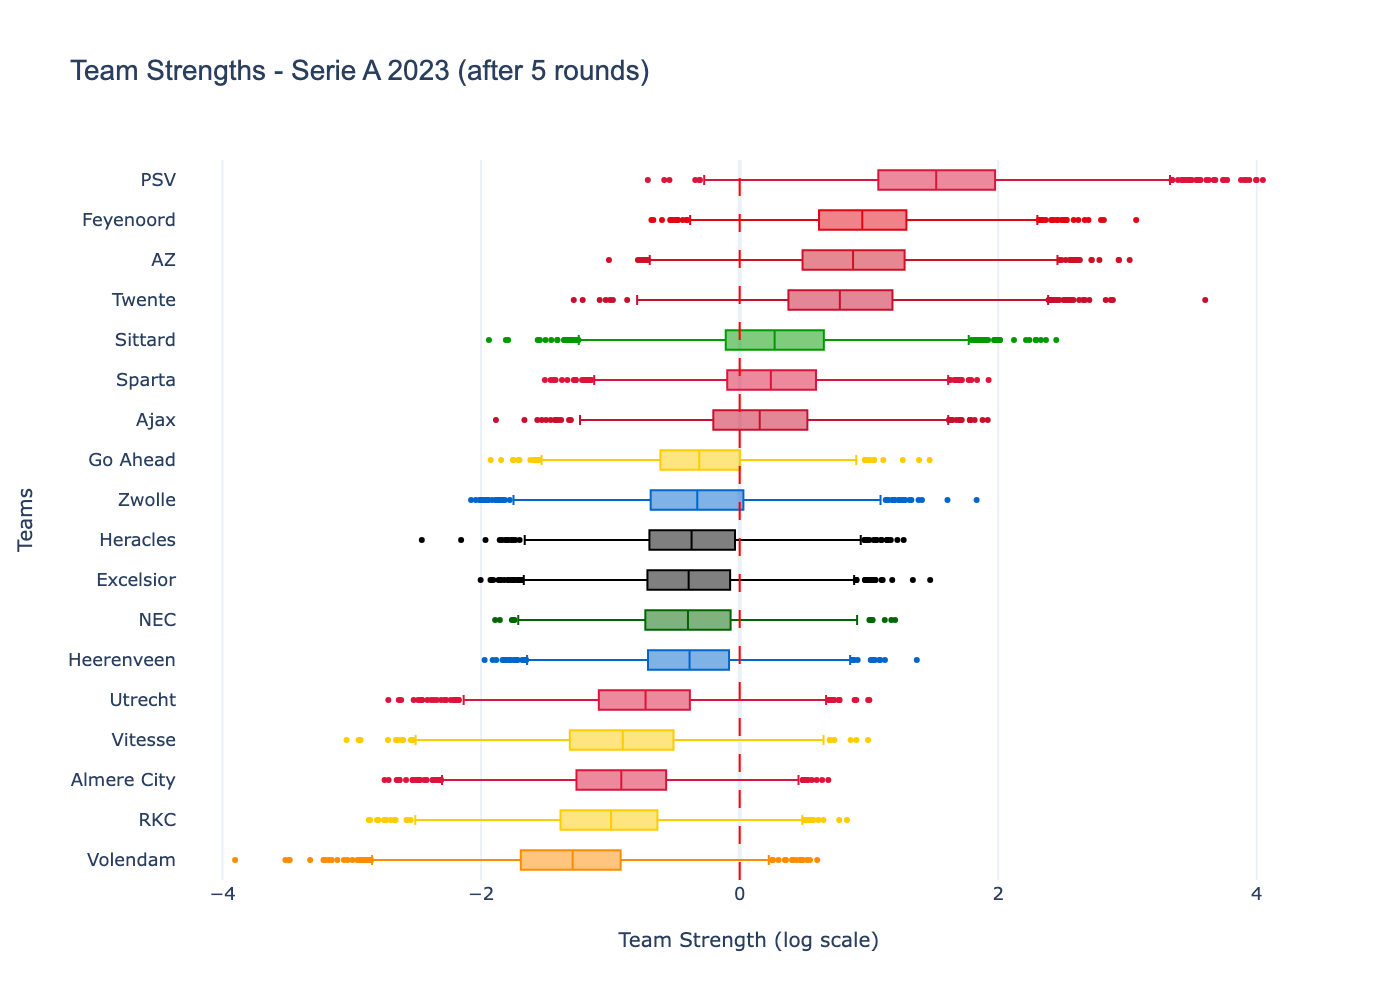 Team Strengths - Serie A 2023 (after 5 rounds)
PSV
Feyenoord
AZ
Twente
Sittard
Sparta
Ajax
Go Ahead
Zwolle
Heracles
Excelsior
NEC
Heerenveen
Utrecht
Vitesse
Almere City
RKC
Volendam
Teams
−4 −2 0 2 4
Team Strength (log scale)